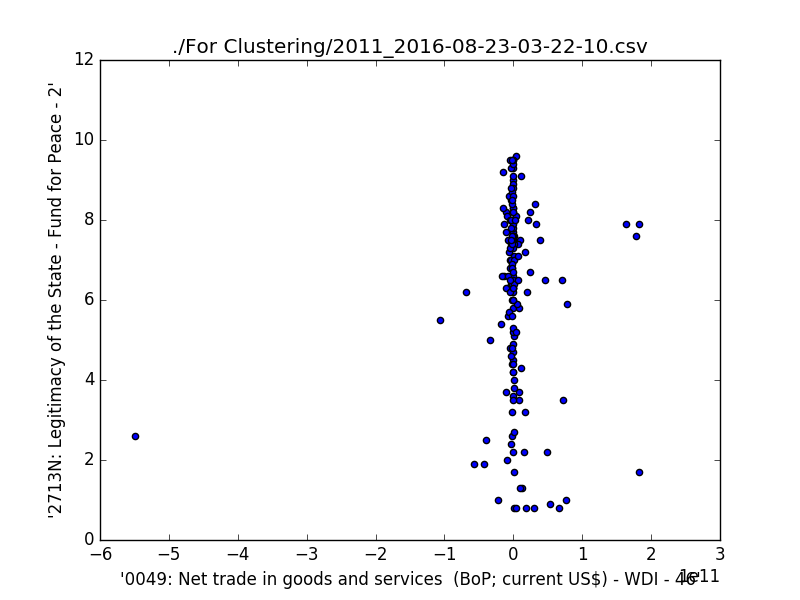 ./For Clustering/2011_2016-08-23-03-22-10.csv
12
10
8
6
4
2
0
'2713N: Legitimacy of the State - Fund for Peace - 2'
−6 −5 −4 −3 −2 −1 0 1 2 3
1e11
'0049: Net trade in goods and services  (BoP; current US$) - WDI - 46'